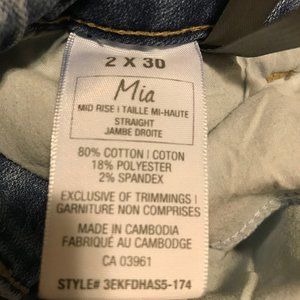 2 X 30
Mia
MID RISE | TAILLE MI-HAUTE
STRAIGHT
JAMBE DROITE
80% COTTON | COTON
18% POLYESTER
2% SPANDEX
EXCLUSIVE OF TRIMMINGS |
GARNITURE NON COMPRISES
MADE IN CAMBODIA
FABRIQUÉ AU CAMBODGE
CA 03961
STYLE# 3EKFDHAS5-174